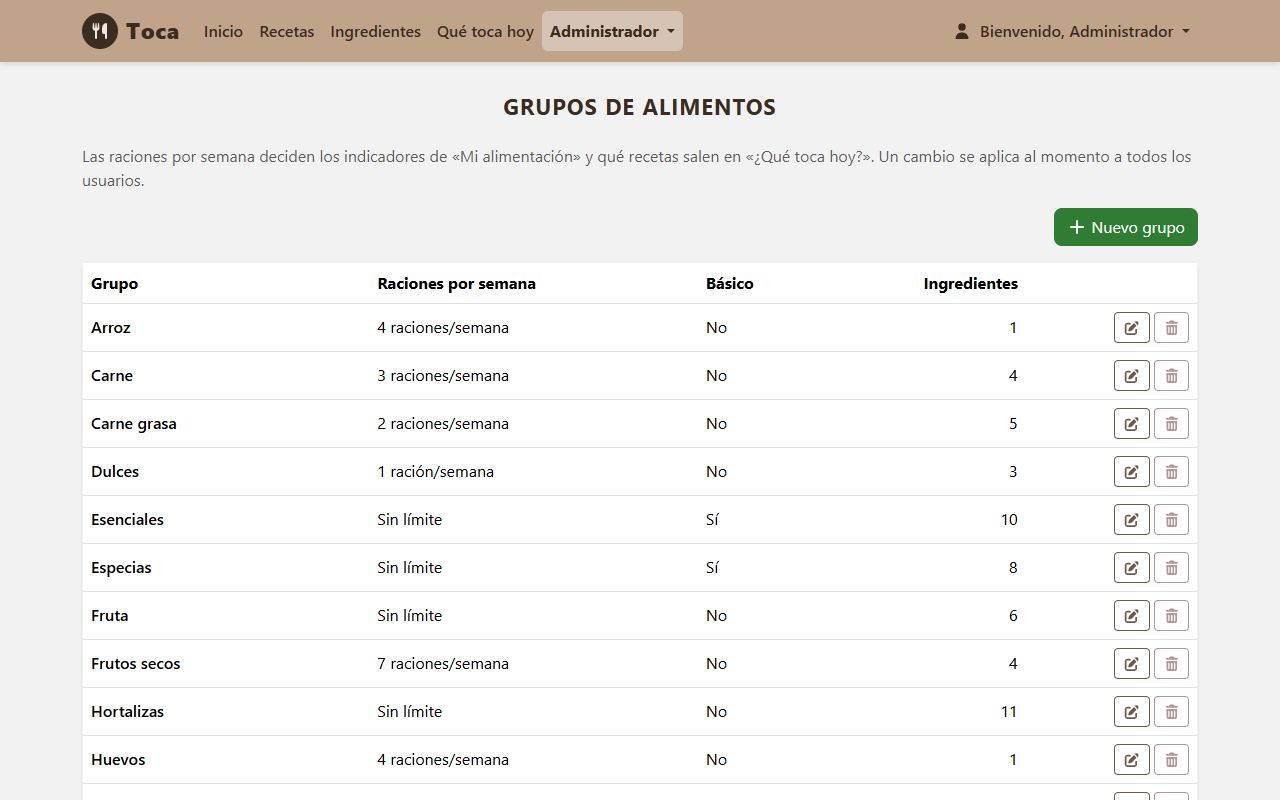 Toca Inicio Recetas Ingredientes Qué toca hoy Administrador Bienvenido, Administrador
GRUPOS DE ALIMENTOS
Las raciones por semana deciden los indicadores de «Mi alimentación» y qué recetas salen en «¿Qué toca hoy?». Un cambio se aplica al momento a todos los
usuarios.
Nuevo grupo
Grupo Raciones por semana Básico Ingredientes
Arroz 4 raciones/semana No 1
Carne 3 raciones/semana No 4
Carne grasa 2 raciones/semana No 5
Dulces 1 ración/semana No 3
Esenciales Sin límite Sí 10
Especias Sin límite Sí 8
Fruta Sin límite No 6
Frutos secos 7 raciones/semana No 4
Hortalizas Sin límite No 11
Huevos 4 raciones/semana No 1